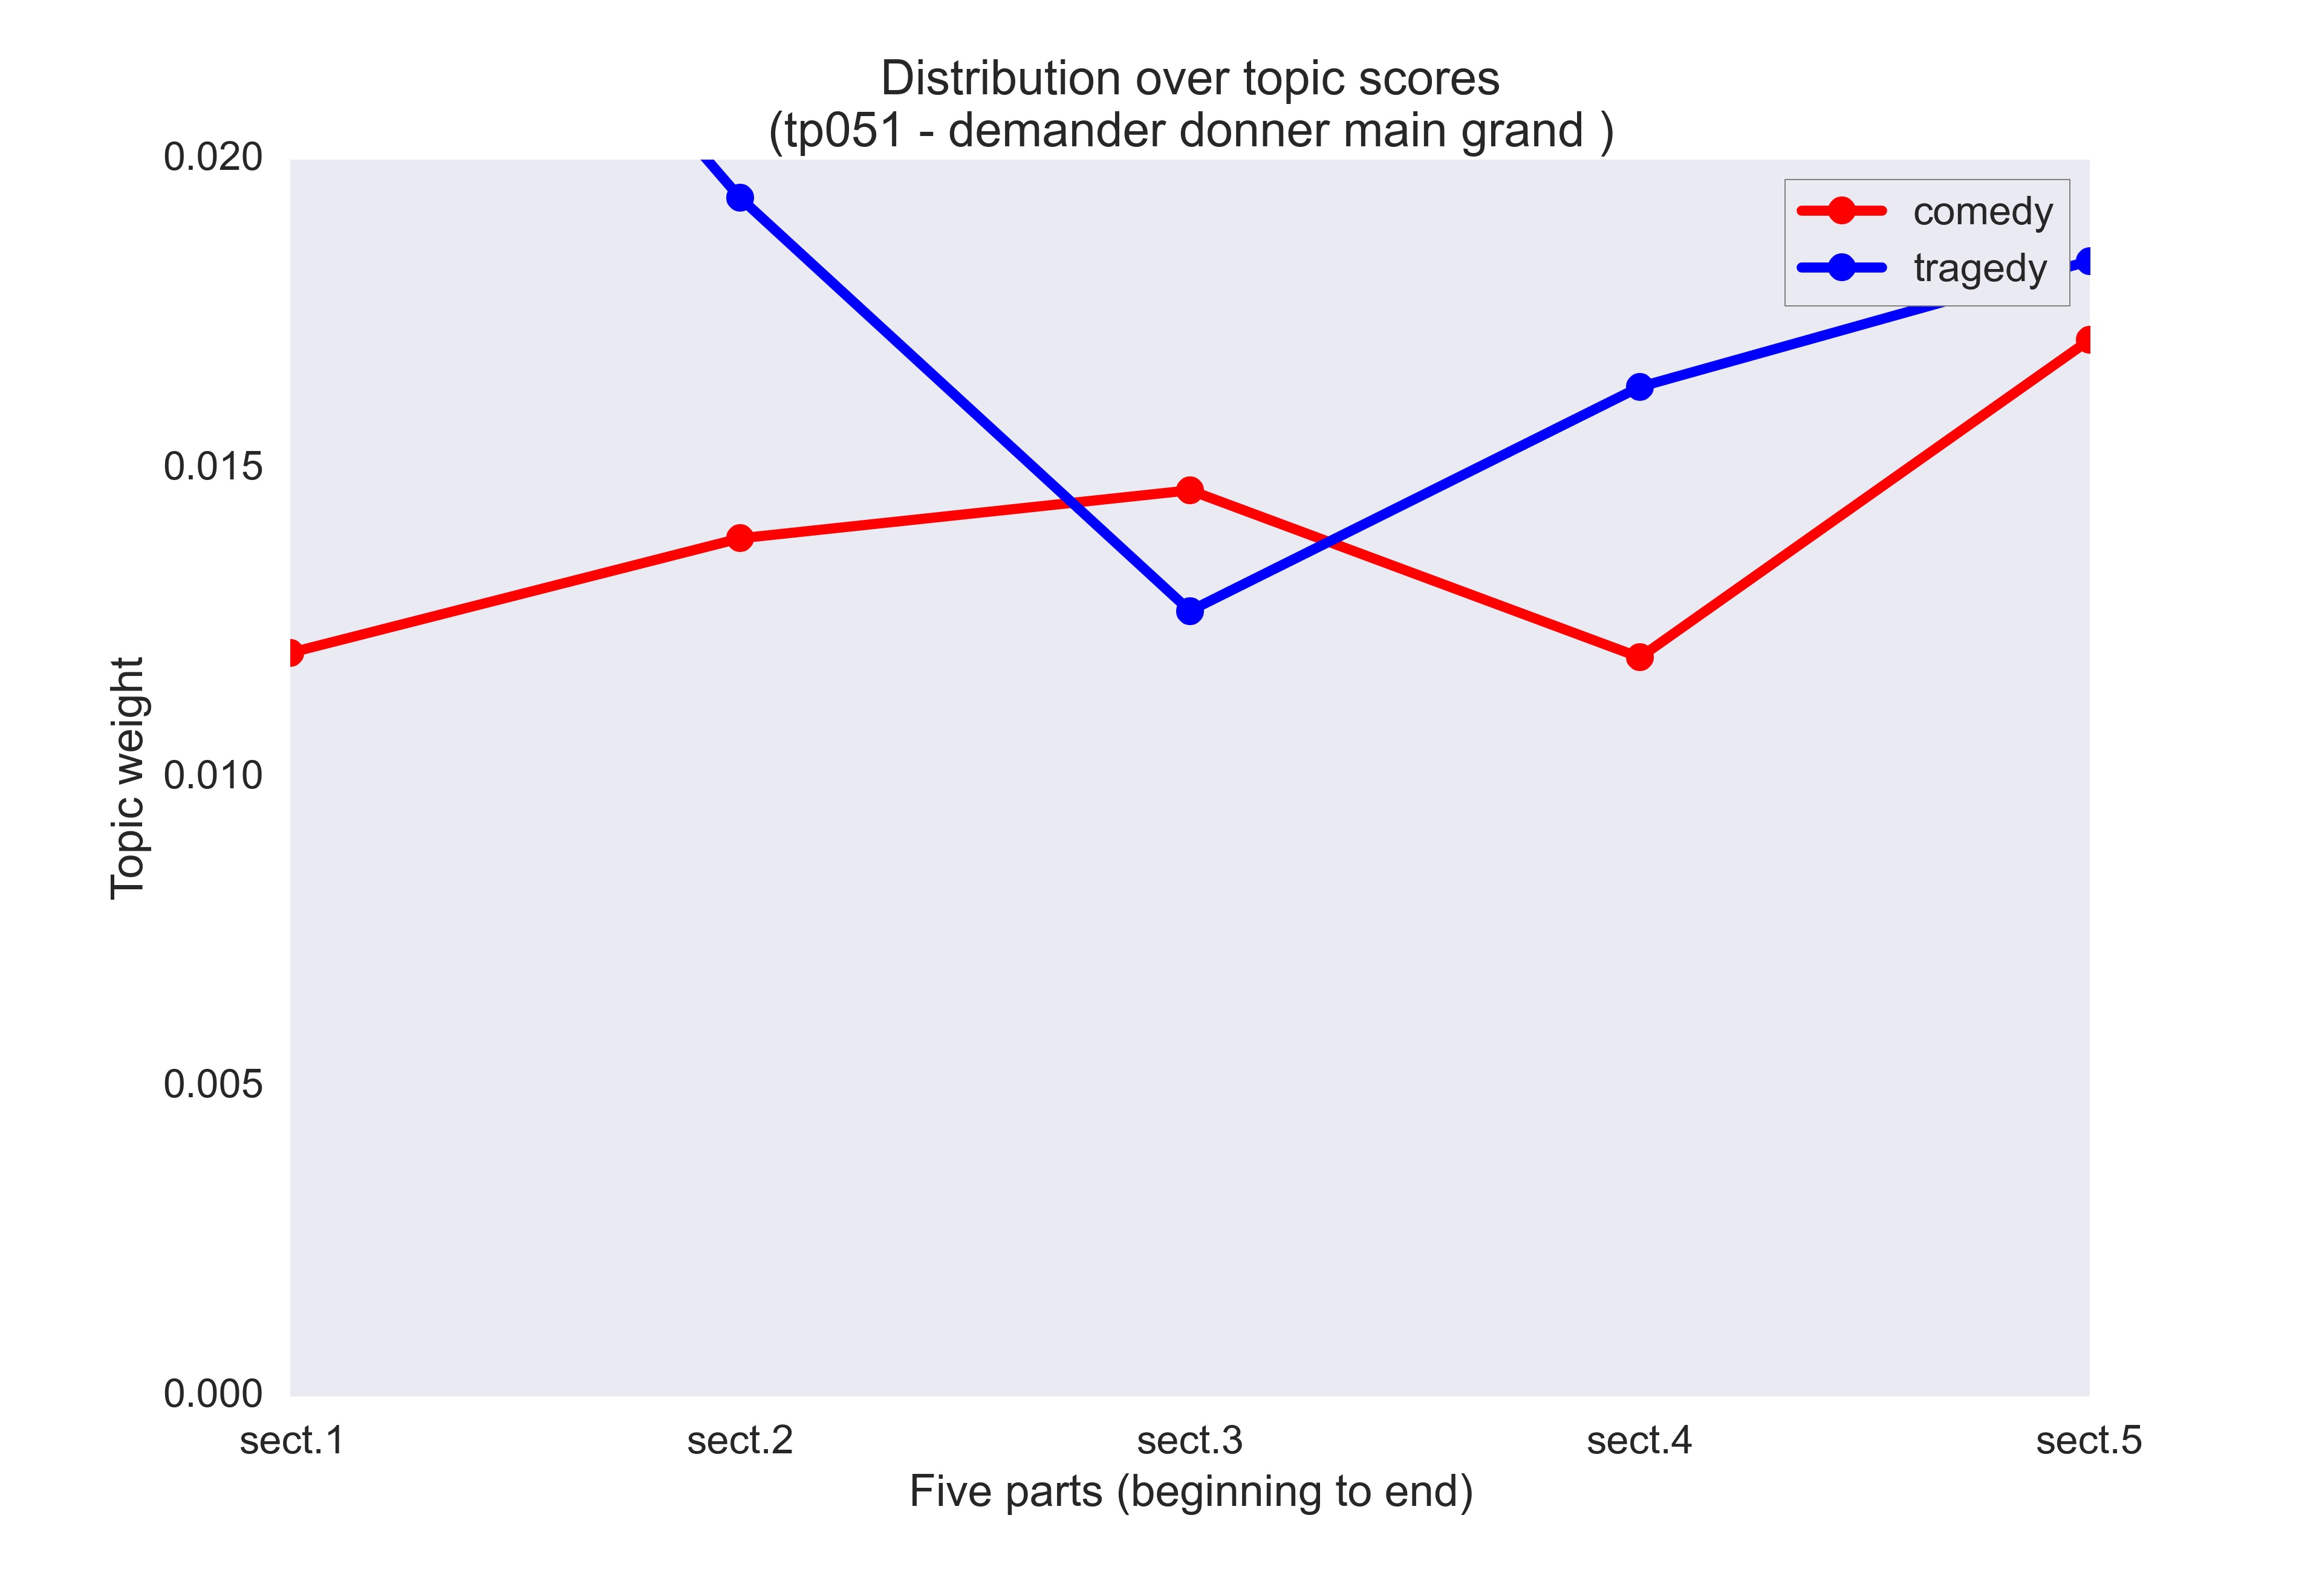 Distribution over topic scores
(tp051 - demander donner main grand )
0.020
0.015
0.010
0.005
0.000
Topic weight
comedy
tragedy
sect.1 sect.2 sect.3 sect.4 sect.5
Five parts (beginning to end)